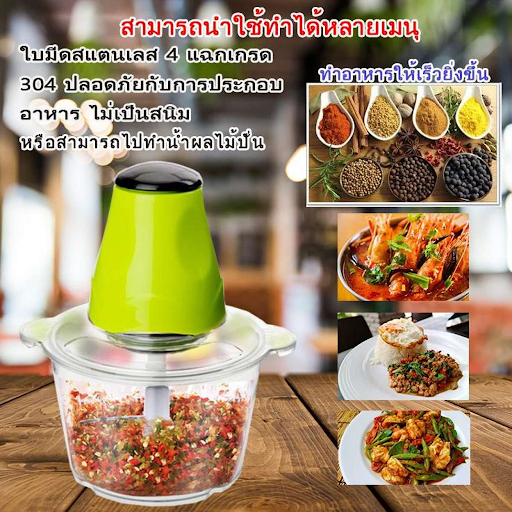 สามารถนำใช้ทำได้หลายเมนุ
ใบมีดสแตนเลส 4 แฉกเกรด
304 ปลอดภัยกับการประกอบ
อาหาร ไม่เป็นสนิม
หรือสามารถไปทำน้ำผลไม้ปั่น
ทำอาหารให้เร็วยิ่งขึ้น